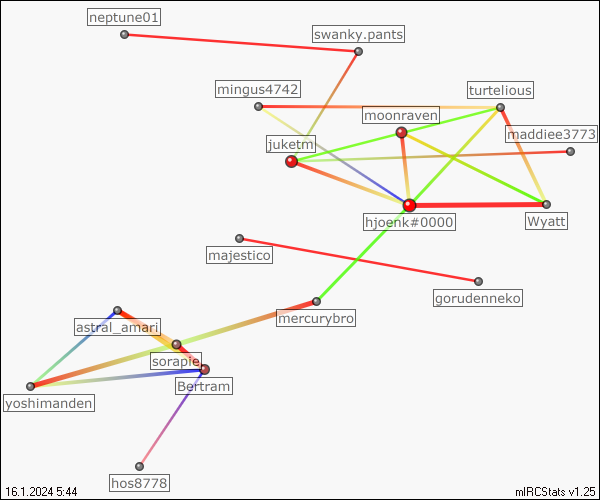 neptune01
swanky.pants
mingus4742
turtelious
moonraven
maddiee3773
juketm
hjoenk#0000
Wyatt
majestico
gorudenneko
mercurybro
astral_amari
sorapie
Bertram
yoshimanden
hos8778
16.1.2024 5:44
mIRCStats v1.25